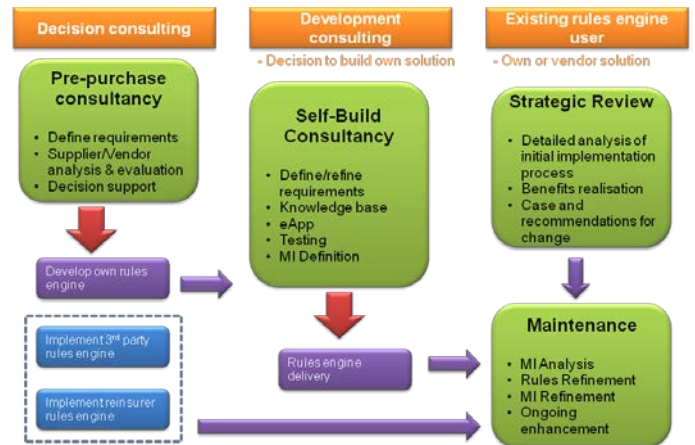 Decision consulting
Development
consulting
- Decision to build own solution
Existing rules engine
user
- Own or vendor solution
Pre-purchase
consultancy
• Define requirements
• Supplier/Vendor
analysis & evaluation
• Decision support
Self-Build
Consultancy
• Define/refine
requirements
• Knowledge base
• eApp
• Testing
• MI Definition
Strategic Review
• Detailed analysis of
initial implementation
process
• Benefits realisation
• Case and
recommendations for
change
Develop own rules
engine
Implement 3rd party
rules engine
Implement reinsurer
rules engine
Rules engine
delivery
Maintenance
• MI Analysis
• Rules Refinement
• MI Refinement
• Ongoing
enhancement